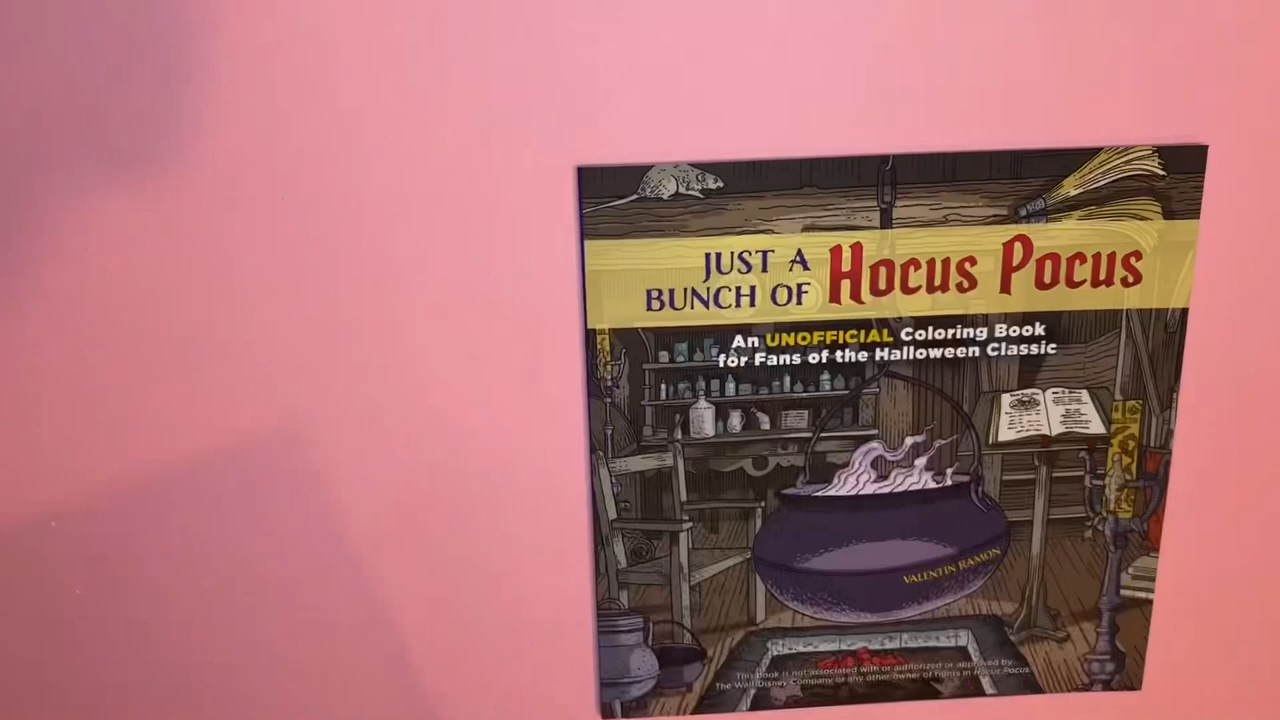 JUST A
BUNCH OF
Hocus Pocus
An UNOFFICIAL Coloring Book
for Fans of the Halloween Classic
VALENTIN RAMON
This book is not associated with or authorized or approved by
The Walt Disney Company or any other owner of rights in Hocus Pocus